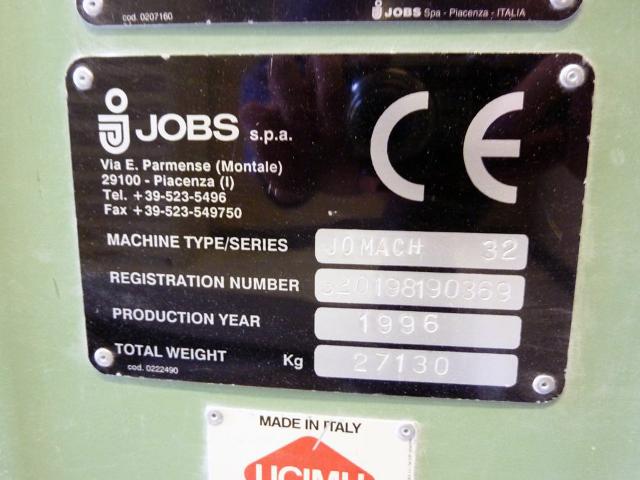 cod. 0207160
JOBS Spa - Piacenza - ITALIA
JOBS s.p.a.
CE
Via E. Parmense (Montale)
29100 - Piacenza (I)
Tel. +39-523-5496
Fax +39-523-549750
MACHINE TYPE/SERIES JOMACH 32
REGISTRATION NUMBER 320198190369
PRODUCTION YEAR 1996
TOTAL WEIGHT Kg 27130
cod. 0222490
MADE IN ITALY
UCIMU